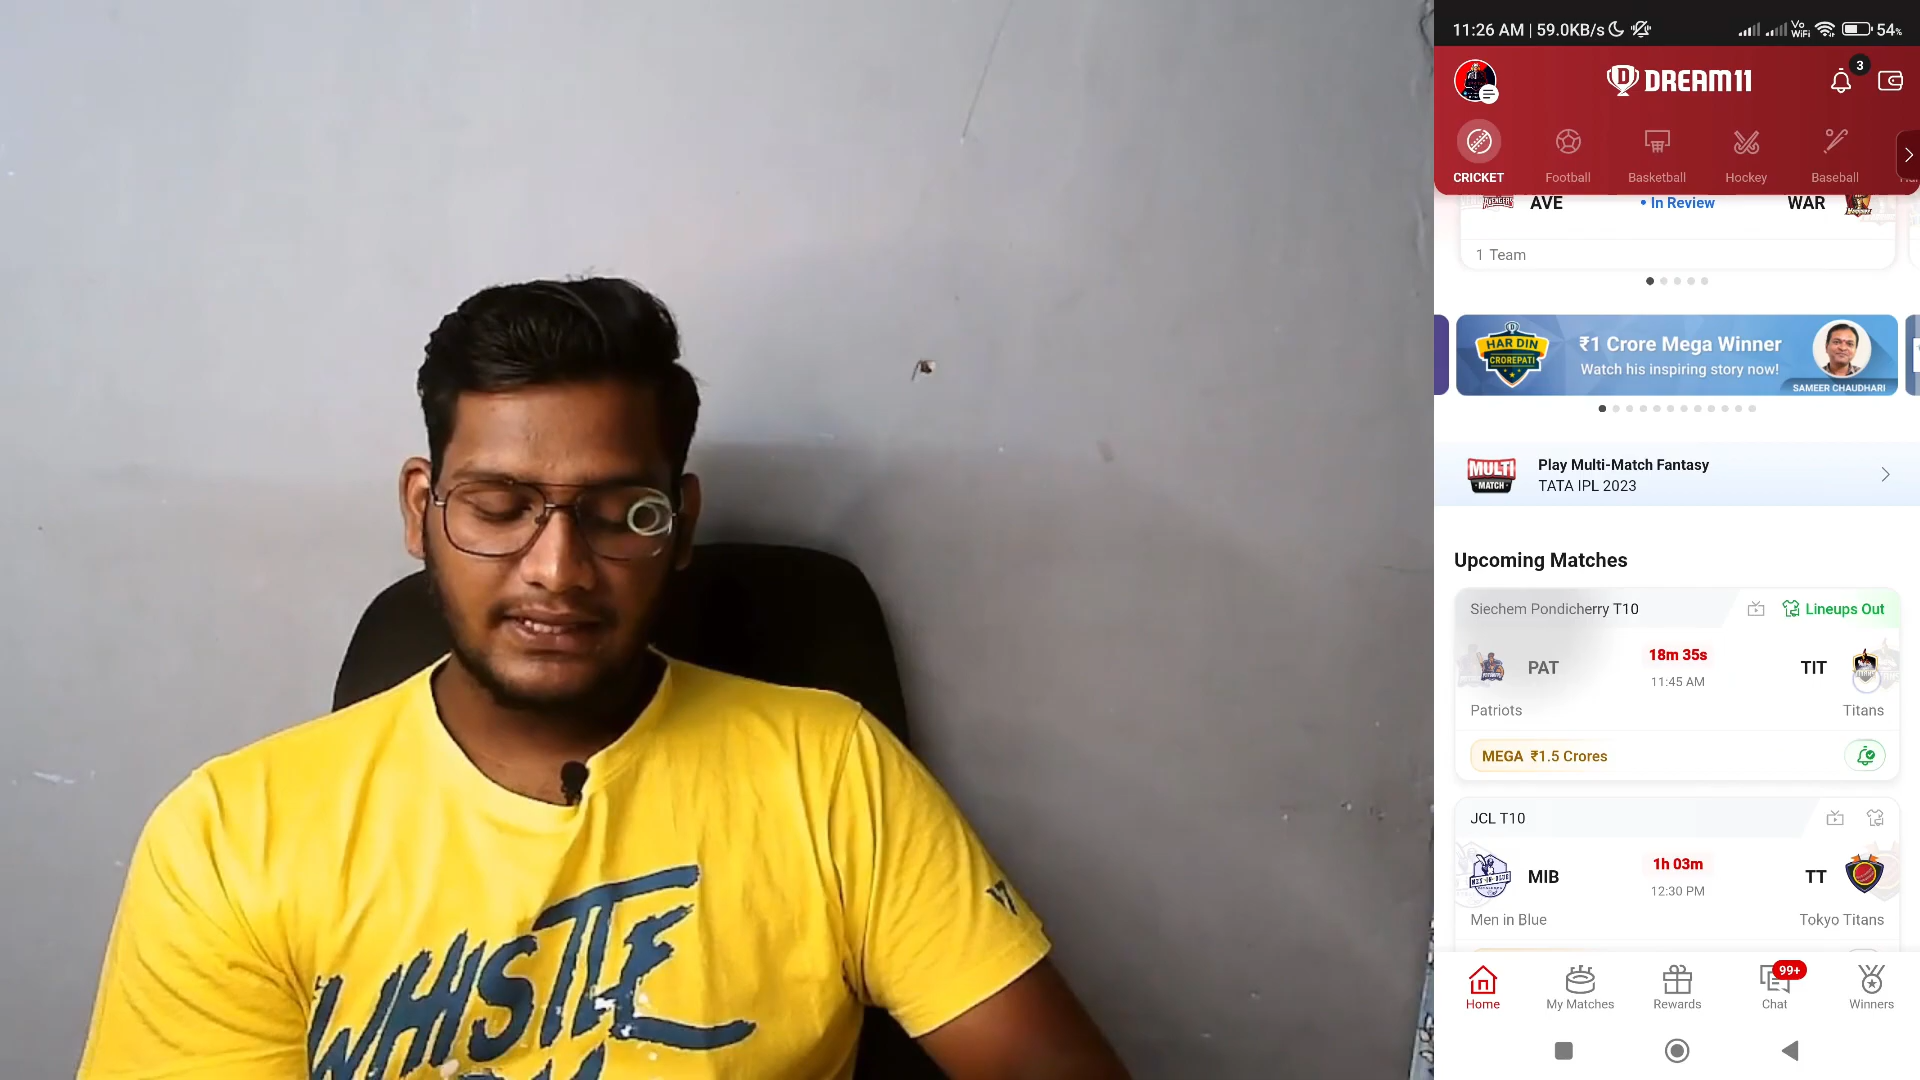 11:26 AM | 59.0KB/s
Vo
WiFi
54%
DREAM11
3
CRICKET
Football
Basketball
Hockey
Baseball
AVE
• In Review
WAR
1 Team
HAR DIN
CROREPATI
₹1 Crore Mega Winner
Watch his inspiring story now!
SAMEER CHAUDHARI
MULTI
MATCH
Play Multi-Match Fantasy
TATA IPL 2023
Upcoming Matches
Siechem Pondicherry T10
Lineups Out
PAT
18m 35s
11:45 AM
TIT
Patriots
Titans
MEGA ₹1.5 Crores
JCL T10
MIB
1h 03m
12:30 PM
TT
Men in Blue
Tokyo Titans
Home
My Matches
Rewards
99+
Chat
Winners
WHISTLE